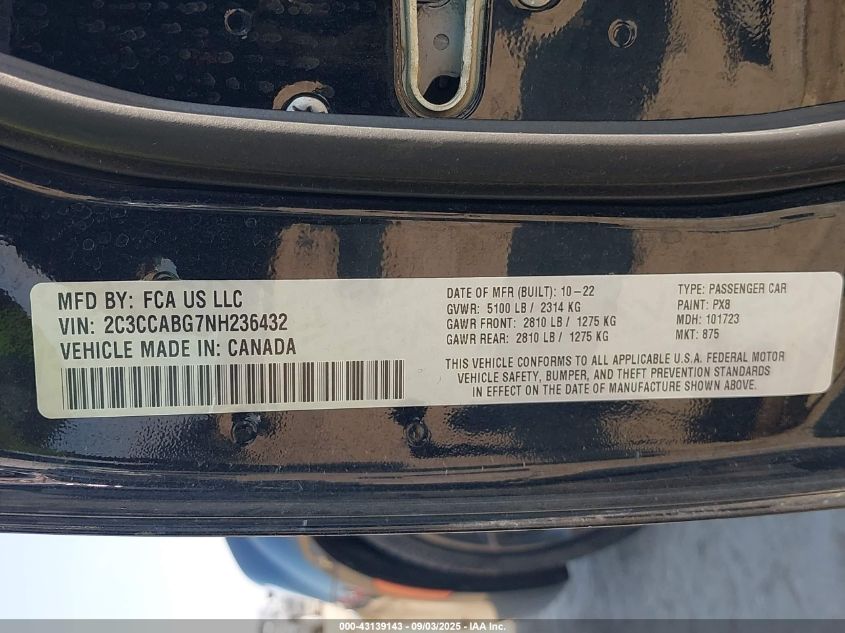 MFD BY: FCA US LLC
VIN: 2C3CCABG7NH236432
VEHICLE MADE IN: CANADA
DATE OF MFR (BUILT): 10-22
GVWR: 5100 LB / 2314 KG
GAWR FRONT: 2810 LB / 1275 KG
GAWR REAR: 2810 LB / 1275 KG
TYPE: PASSENGER CAR
PAINT: PX8
MDH: 101723
MKT: 875
THIS VEHICLE CONFORMS TO ALL APPLICABLE U.S.A. FEDERAL MOTOR
VEHICLE SAFETY, BUMPER, AND THEFT PREVENTION STANDARDS
IN EFFECT ON THE DATE OF MANUFACTURE SHOWN ABOVE.
000-43139143 - 09/03/2025 - IAA Inc.